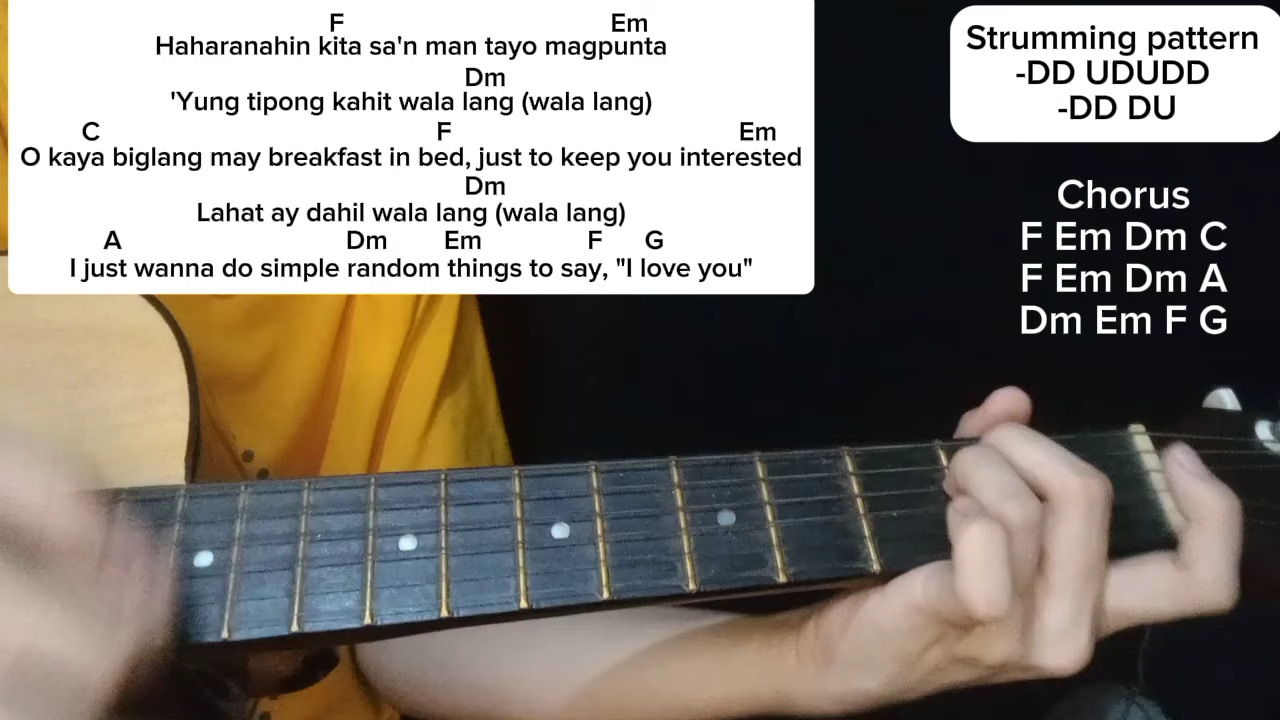 F Em
Haharanahin kita sa'n man tayo magpunta
Dm
'Yung tipong kahit wala lang (wala lang)
C F Em
O kaya biglang may breakfast in bed, just to keep you interested
Dm
Lahat ay dahil wala lang (wala lang)
A Dm Em F G
I just wanna do simple random things to say, "I love you"
Strumming pattern
-DD UDUDD
-DD DU
Chorus
F Em Dm C
F Em Dm A
Dm Em F G